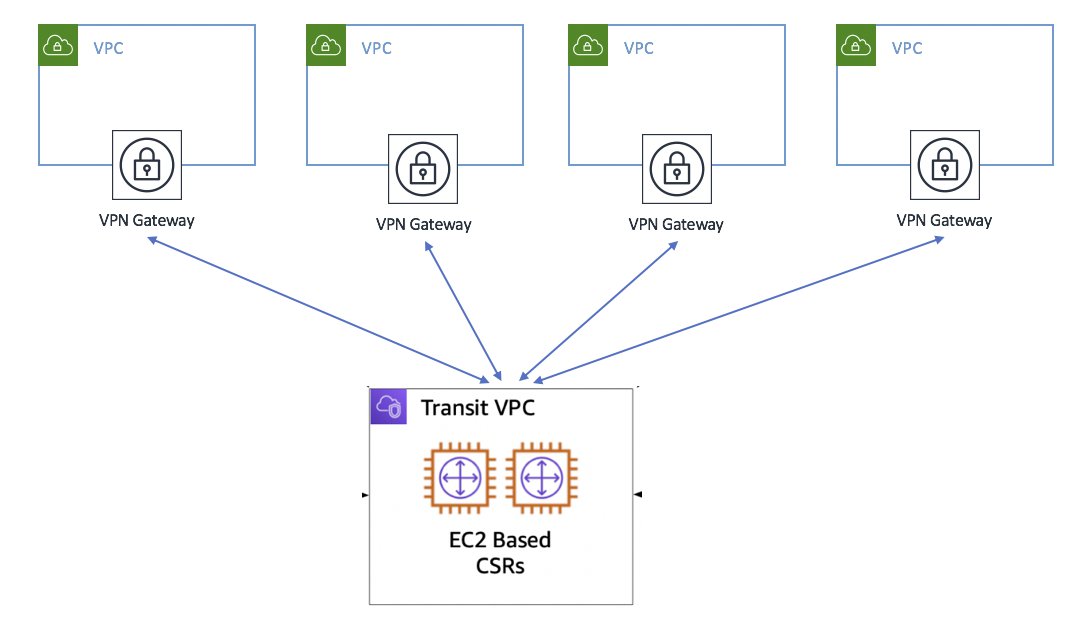 VPC
VPC
VPC
VPC
VPN Gateway
VPN Gateway
VPN Gateway
VPN Gateway
Transit VPC
EC2 Based
CSRs